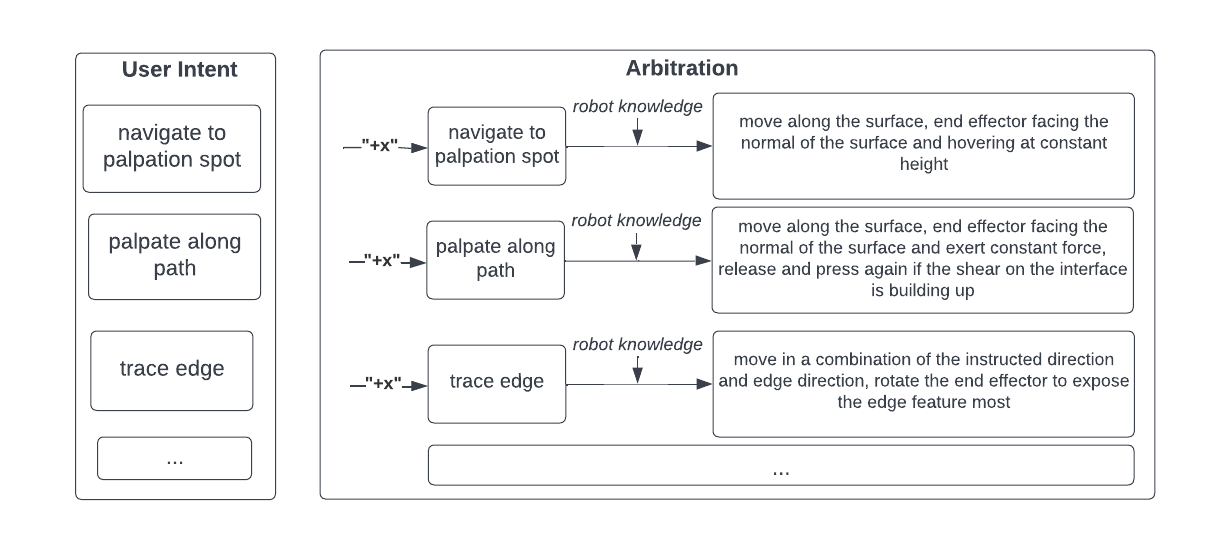 User Intent
navigate to
palpation spot
palpate along
path
trace edge
...
Arbitration
"+x"
navigate to
palpation spot
robot knowledge
move along the surface, end effector facing the
normal of the surface and hovering at constant
height
"+x"
palpate along
path
robot knowledge
move along the surface, end effector facing the
normal of the surface and exert constant force,
release and press again if the shear on the interface
is building up
"+x"
trace edge
robot knowledge
move in a combination of the instructed direction
and edge direction, rotate the end effector to expose
the edge feature most
...